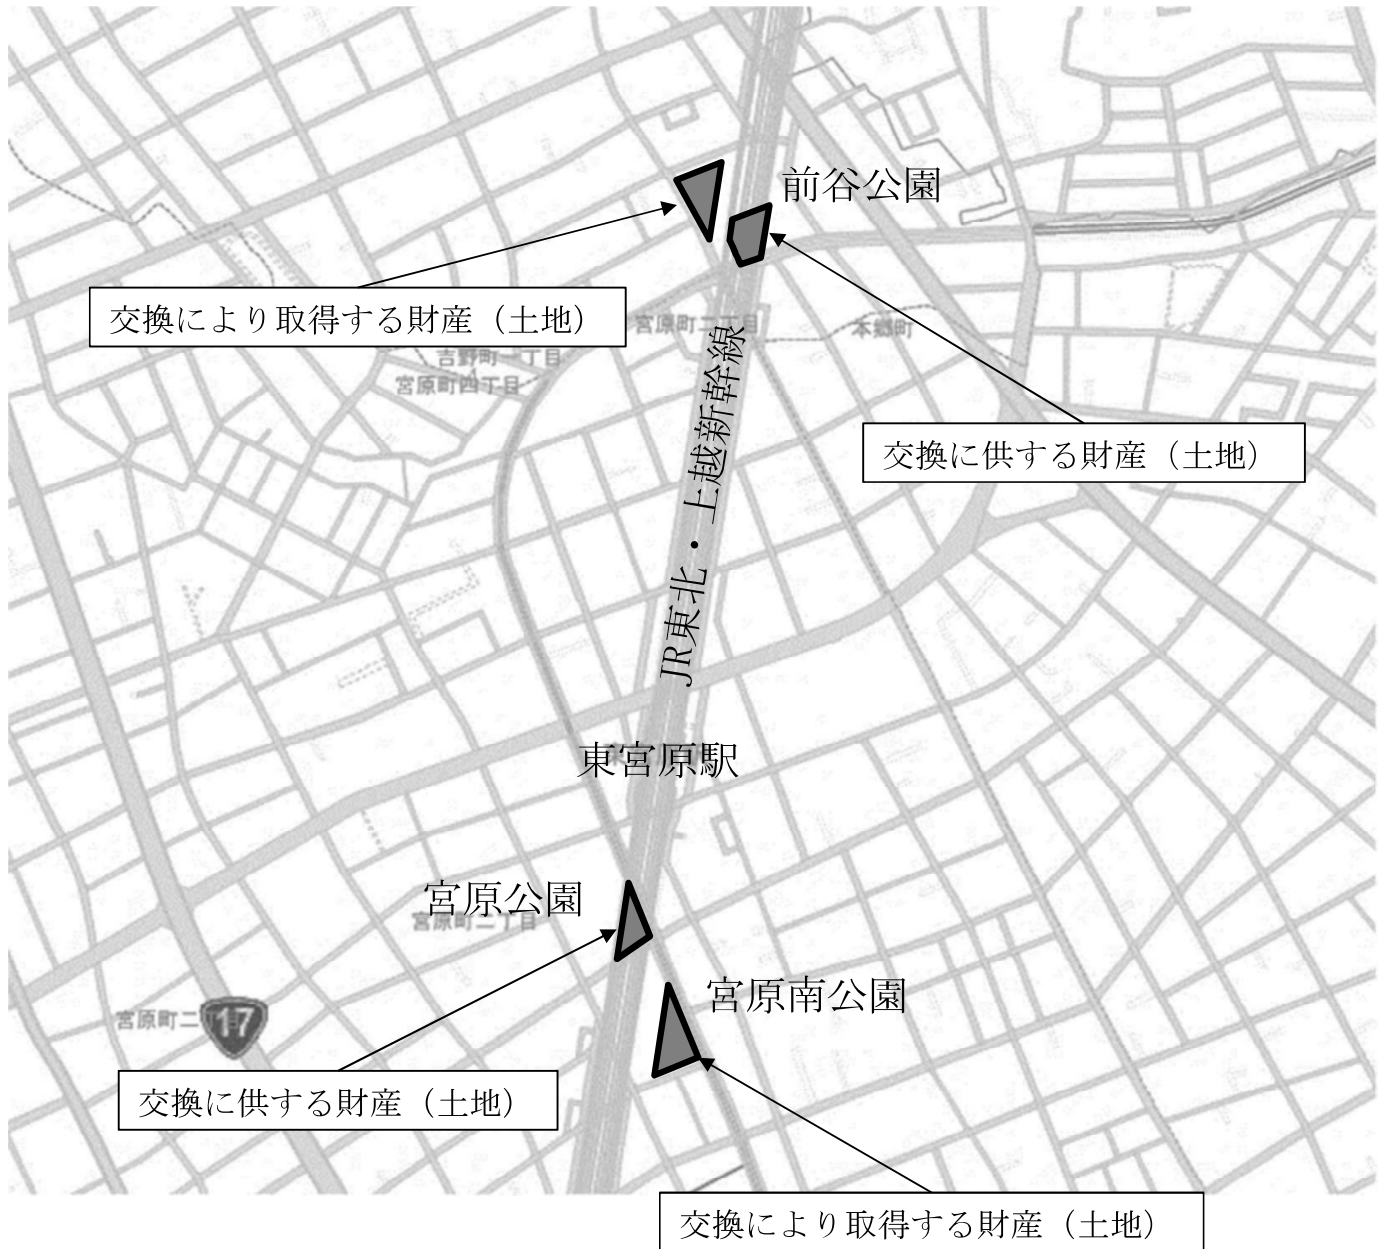 前谷公園
交換により取得する財産（土地）
宮原町二丁目
本郷町
吉野町一丁目
宮原町四丁目
JR東北・上越新幹線
交換に供する財産（土地）
東宮原駅
宮原公園
宮原町二丁目
宮原南公園
宮原町二
17
交換に供する財産（土地）
交換により取得する財産（土地）